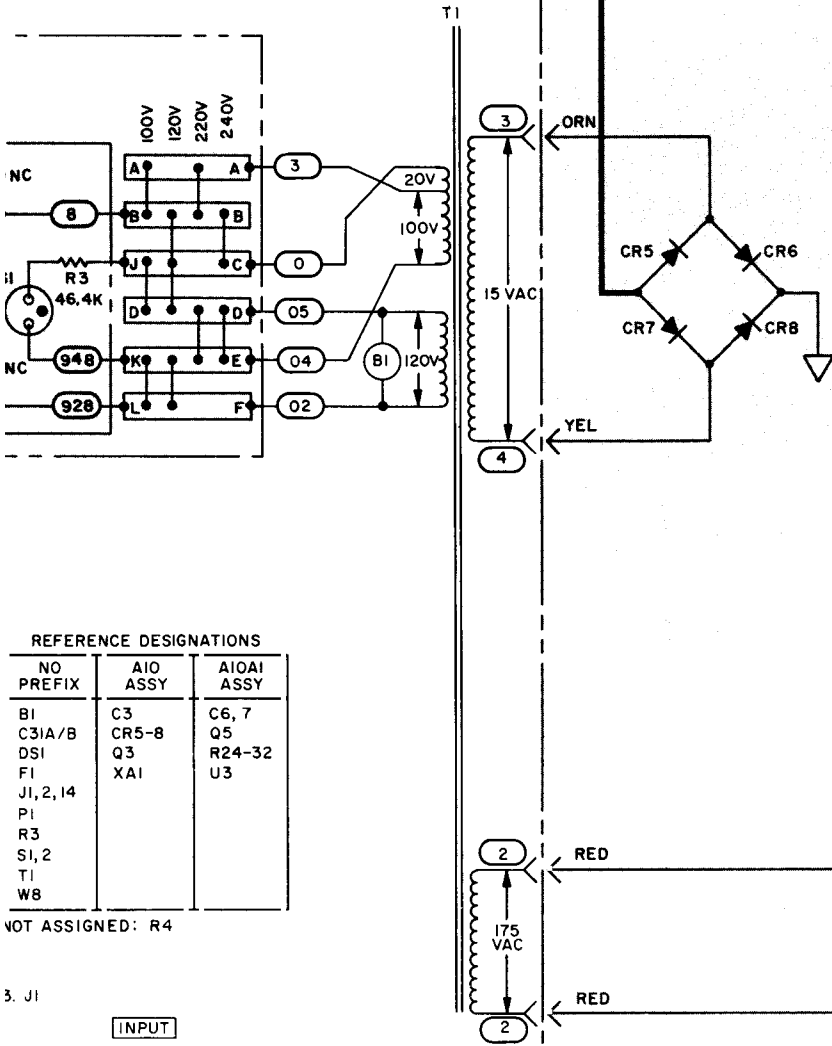 T1
100V 120V 220V 240V
3
ORN
NC
A A 3
20V
8 B B
100V
R3
46.4K
J C 0
CR5 CR6
15 VAC
D D 05
CR7 CR8
NC
948 K E 04
B1
120V
928 L F 02
YEL
4
REFERENCE DESIGNATIONS
NO PREFIX A10 ASSY A10A1 ASSY
B1 C3 C6, 7
C31A/B CR5-8 Q5
DS1 Q3 R24-32
F1 XA1 U3
J1, 2, 14
P1
R3
S1, 2
T1
W8
NOT ASSIGNED: R4
2
RED
175 VAC
3. J1
RED
INPUT
2